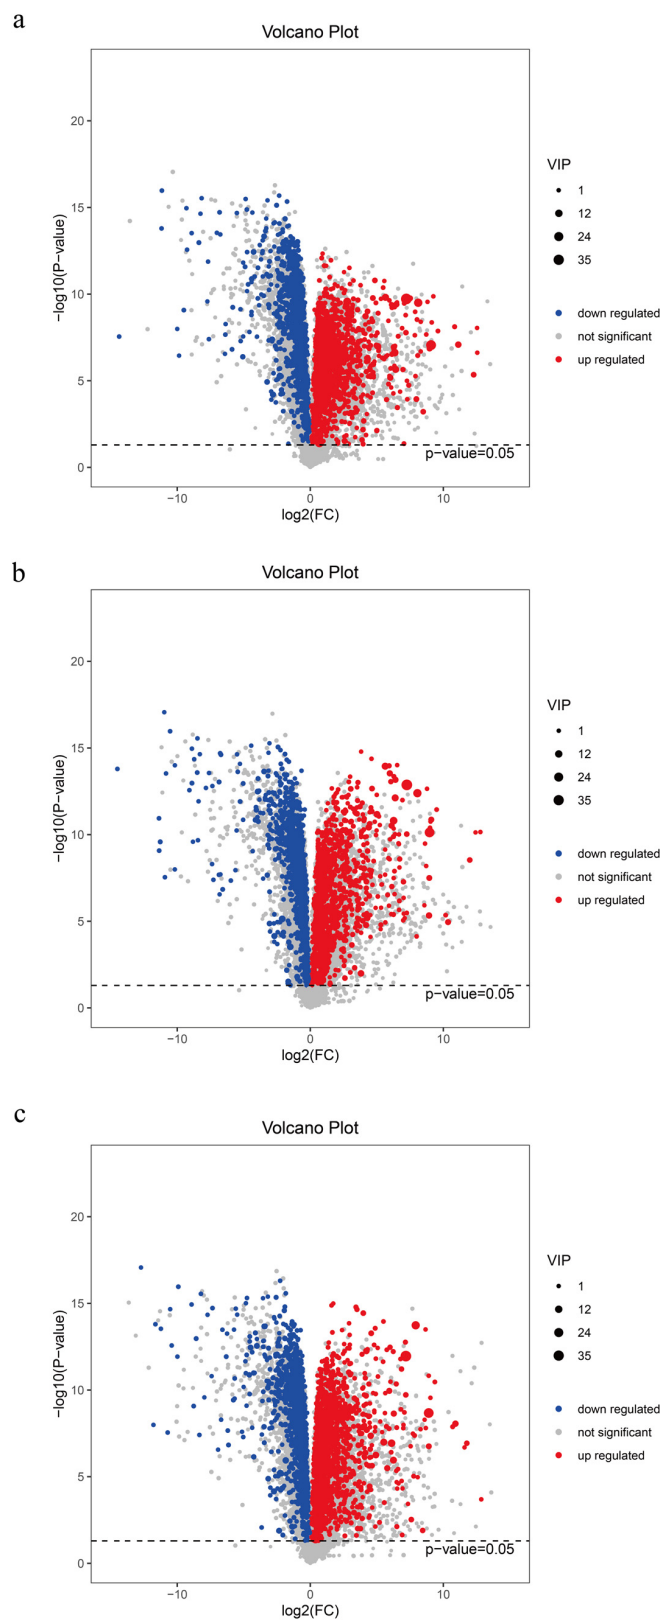 a
Volcano Plot
−log10(P−value)
20
15
10
5
0
p−value=0.05
−10
0
10
log2(FC)
VIP
1
12
24
35
down regulated
not significant
up regulated
b
Volcano Plot
−log10(P−value)
20
15
10
5
0
p−value=0.05
−10
0
10
log2(FC)
VIP
1
12
24
35
down regulated
not significant
up regulated
c
Volcano Plot
−log10(P−value)
20
15
10
5
0
p−value=0.05
−10
0
10
log2(FC)
VIP
1
12
24
35
down regulated
not significant
up regulated